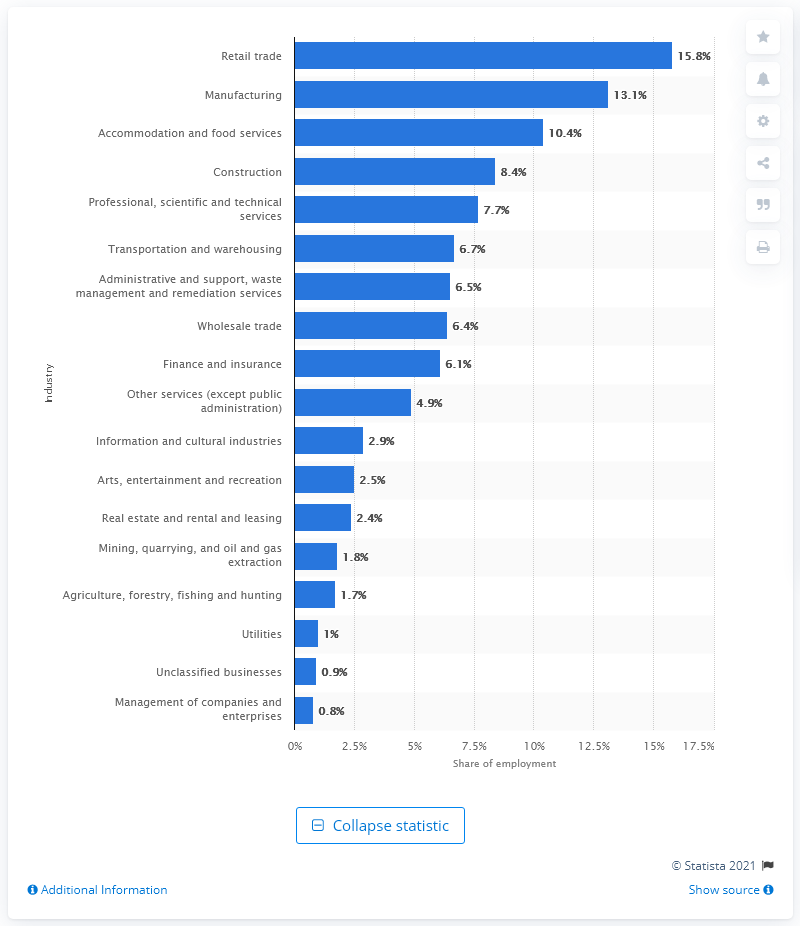 Retail trade
15.8%
Manufacturing
13.1%
Accommodation and food services
10.4%
Construction
8.4%
Professional, scientific and technical
services
7.7%
Transportation and warehousing
6.7%
Administrative and support, waste
management and remediation services
6.5%
Wholesale trade
6.4%
Finance and insurance
6.1%
Other services (except public
administration)
4.9%
Information and cultural industries
2.9%
Arts, entertainment and recreation
2.5%
Real estate and rental and leasing
2.4%
Mining, quarrying, and oil and gas
extraction
1.8%
Agriculture, forestry, fishing and hunting
1.7%
Utilities
1%
Unclassified businesses
0.9%
Management of companies and
enterprises
0.8%
Industry
0% 2.5% 5% 7.5% 10% 12.5% 15% 17.5%
Share of employment
Collapse statistic
© Statista 2021
Additional Information
Show source